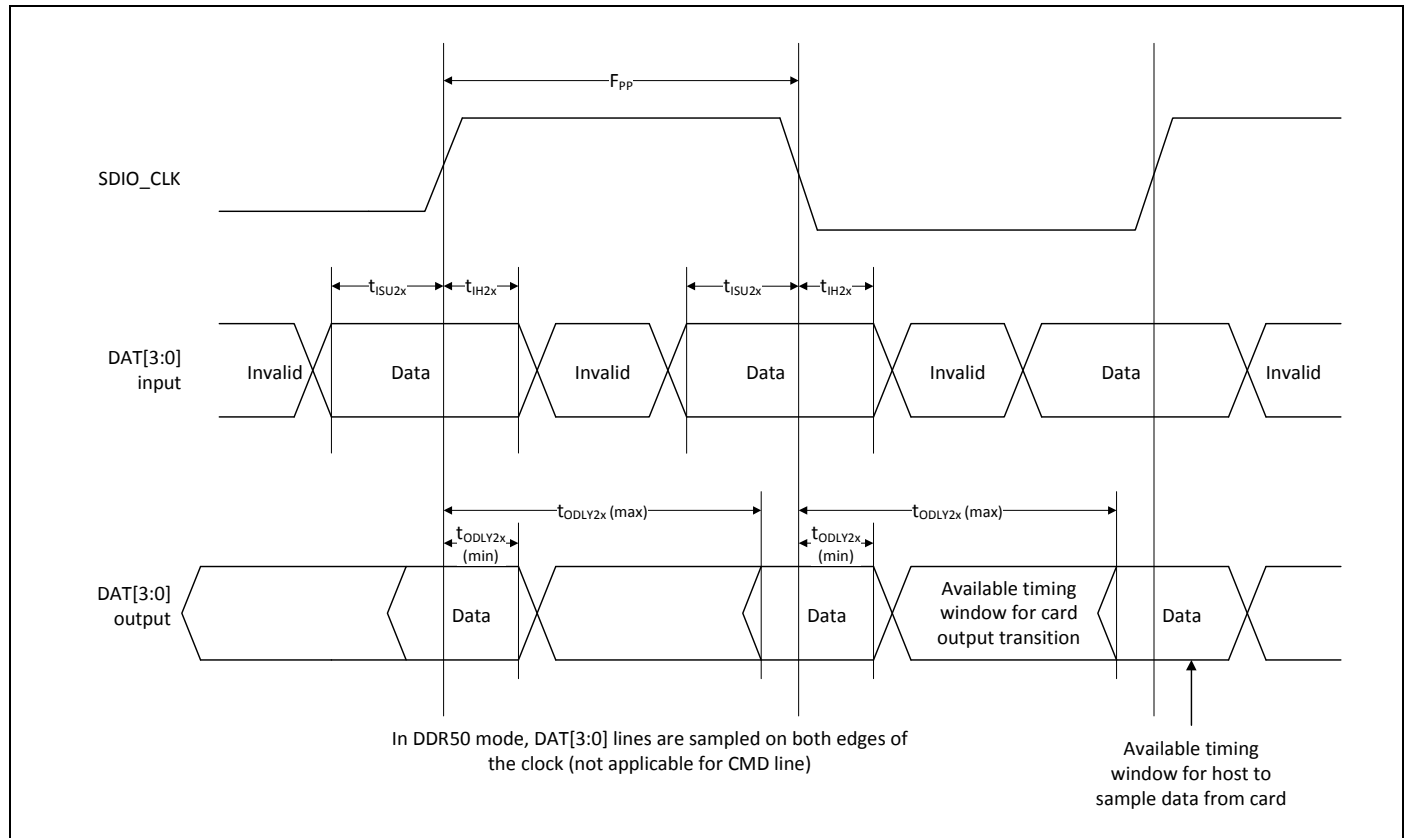 FPP
SDIO_CLK
tISU2x
tIH2x
tISU2x
tIH2x
DAT[3:0]
input
Invalid
Data
Invalid
Data
Invalid
Data
Invalid
tODLY2x (max)
tODLY2x (max)
tODLY2x
(min)
tODLY2x
(min)
DAT[3:0]
output
Data
Data
Available timing
window for card
output transition
Data
In DDR50 mode, DAT[3:0] lines are sampled on both edges of
the clock (not applicable for CMD line)
Available timing
window for host to
sample data from card